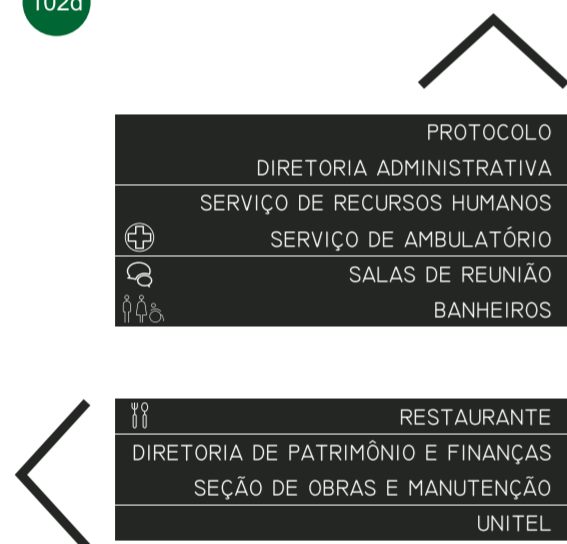 102d
PROTOCOLO
DIRETORIA ADMINISTRATIVA
SERVIÇO DE RECURSOS HUMANOS
SERVIÇO DE AMBULATÓRIO
SALAS DE REUNIÃO
BANHEIROS
RESTAURANTE
DIRETORIA DE PATRIMÔNIO E FINANÇAS
SEÇÃO DE OBRAS E MANUTENÇÃO
UNITEL